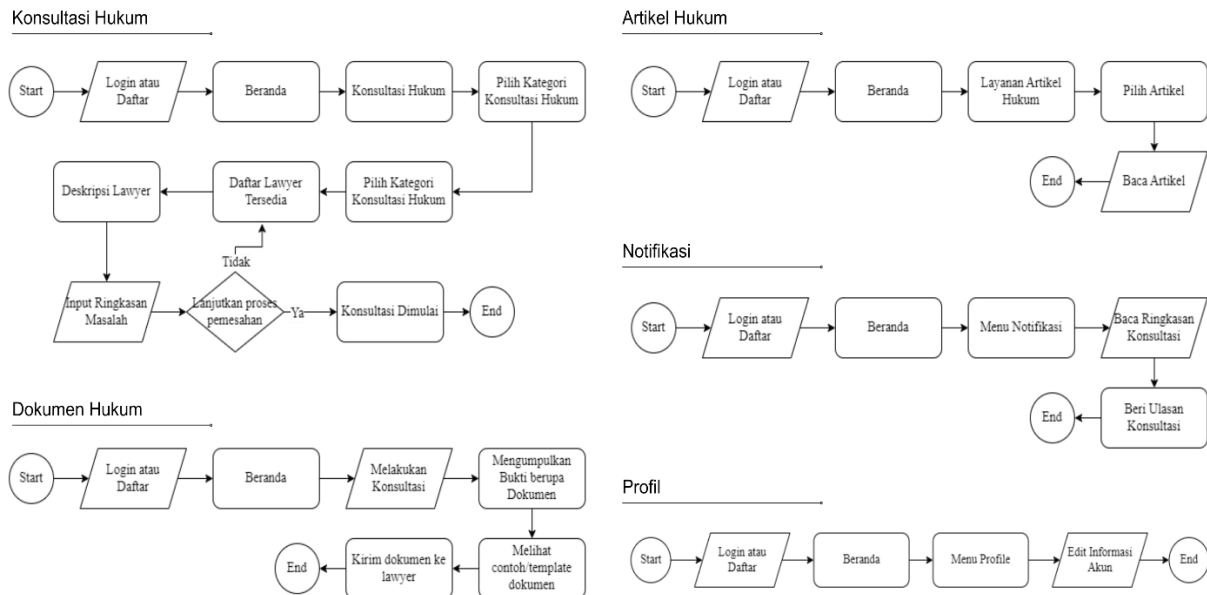 Konsultasi Hukum
Start
Login atau
Daftar
Beranda
Konsultasi Hukum
Pilih Kategori
Konsultasi Hukum
Deskripsi Lawyer
Daftar Lawyer
Tersedia
Pilih Kategori
Konsultasi Hukum
Tidak
Input Ringkasan
Masalah
Lanjutkan proses
pemesahan
Ya
Konsultasi Dimulai
End
Dokumen Hukum
Start
Login atau
Daftar
Beranda
Melakukan
Konsultasi
Mengumpulkan
Bukti berupa
Dokumen
End
Kirim dokumen ke
lawyer
Melihat
contoh/template
dokumen
Artikel Hukum
Start
Login atau
Daftar
Beranda
Layanan Artikel
Hukum
Pilih Artikel
End
Baca Artikel
Notifikasi
Start
Login atau
Daftar
Beranda
Menu Notifikasi
Baca Ringkasan
Konsultasi
End
Beri Ulasan
Konsultasi
Profil
Start
Login atau
Daftar
Beranda
Menu Profile
Edit Informasi
Akun
End